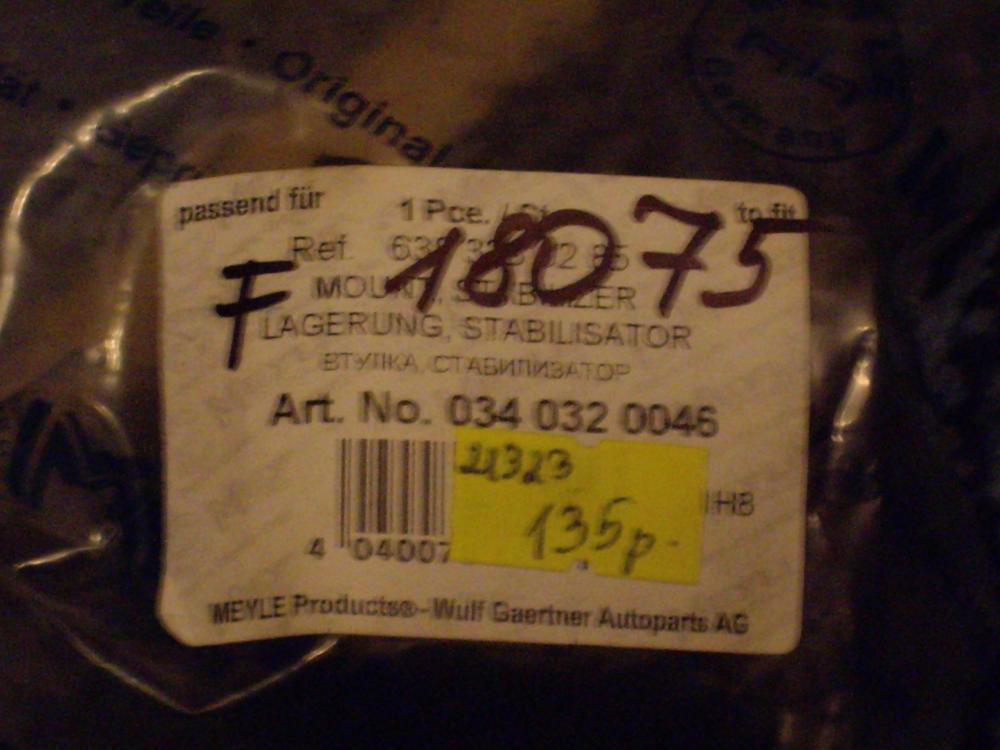 Original
Germany
passend für 1 Pce. / St to fit
18075
Ref.
F
MOUNT, STABILIZER
LAGERUNG, STABILISATOR
ВТУЛКА, СТАБИЛИЗАТОР
Art. No. 034 032 0046
135р-
4 04007
MEYLE Products®-Wulf Gaertner Autoparts AG